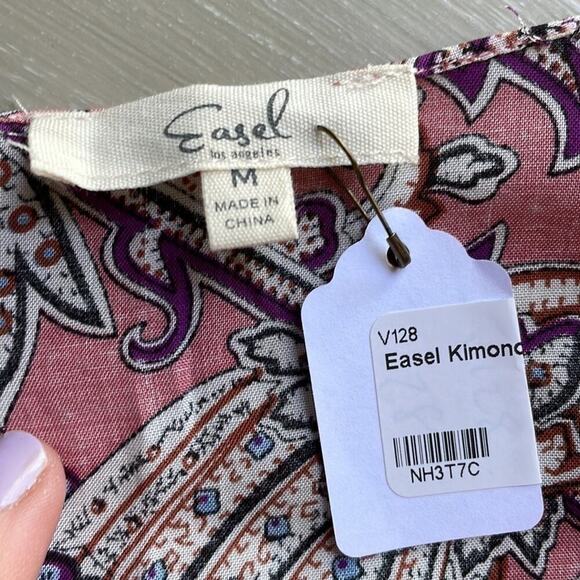 Easel
los angeles
M
MADE IN
CHINA
V128
Easel Kimono
NH3T7C